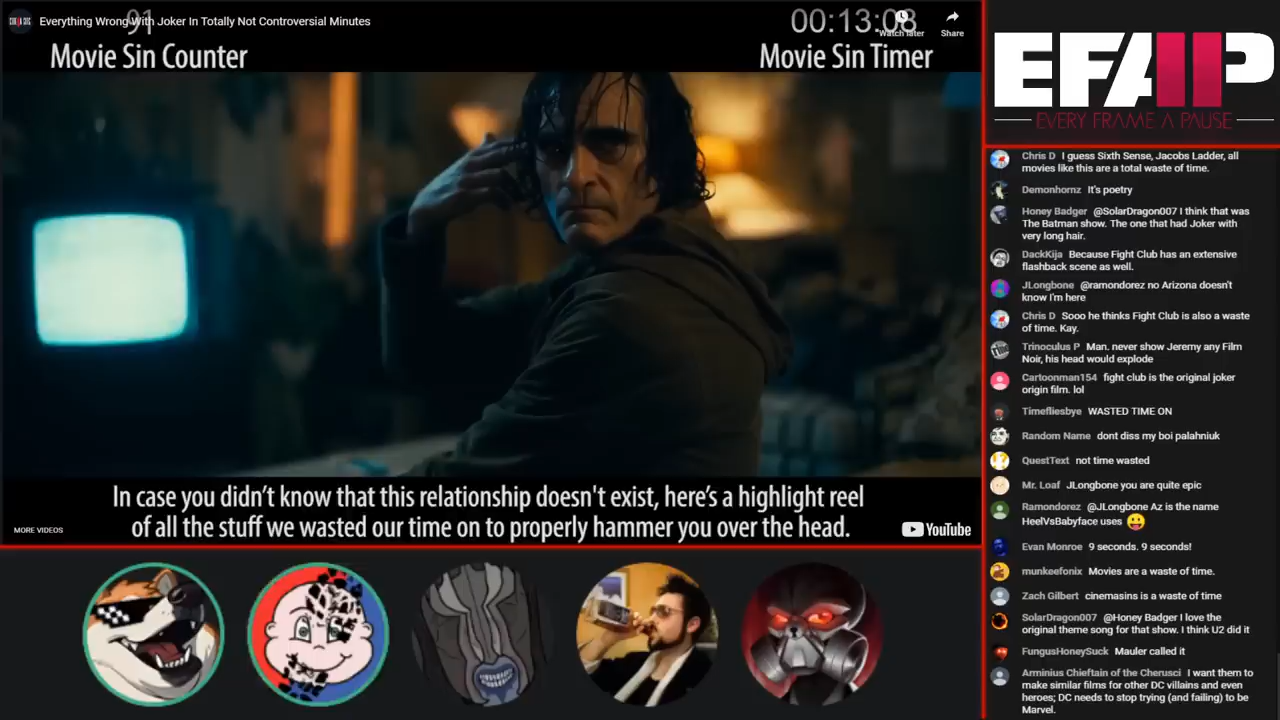 Everything Wrong With Joker In Totally Not Controversial Minutes
91
Movie Sin Counter
00:13:08
Watch later
Share
Movie Sin Timer
In case you didn't know that this relationship doesn't exist, here's a highlight reel
of all the stuff we wasted our time on to properly hammer you over the head.
MORE VIDEOS
YouTube
EFAP
EVERY FRAME A PAUSE
Chris D I guess Sixth Sense, Jacobs Ladder, all
movies like this are a total waste of time.
Demonhornz It's poetry
Honey Badger @SolarDragon007 I think that was
The Batman show. The one that had Joker with
very long hair.
DackKija Because Fight Club has an extensive
flashback scene as well.
JLongbone @ramondorez no Arizona doesn't
know I'm here
Chris D Sooo he thinks Fight Club is also a waste
of time. Kay.
Trinoculus P Man. never show Jeremy any Film
Noir, his head would explode
Cartoonman154 fight club is the original joker
origin film. lol
Timefliesbye WASTED TIME ON
Random Name dont diss my boi palahniuk
QuestText not time wasted
Mr. Loaf JLongbone you are quite epic
Ramondorez @JLongbone Az is the name
HeelVsBabyface uses 😛
Evan Monroe 9 seconds. 9 seconds!
munkeefonix Movies are a waste of time.
Zach Gilbert cinemasins is a waste of time
SolarDragon007 @Honey Badger I love the
original theme song for that show. I think U2 did it
FungusHoneySuck Mauler called it
Arminius Chieftain of the Cherusci I want them to
make similar films for other DC villains and even
heroes; DC needs to stop trying (and failing) to be
Marvel.